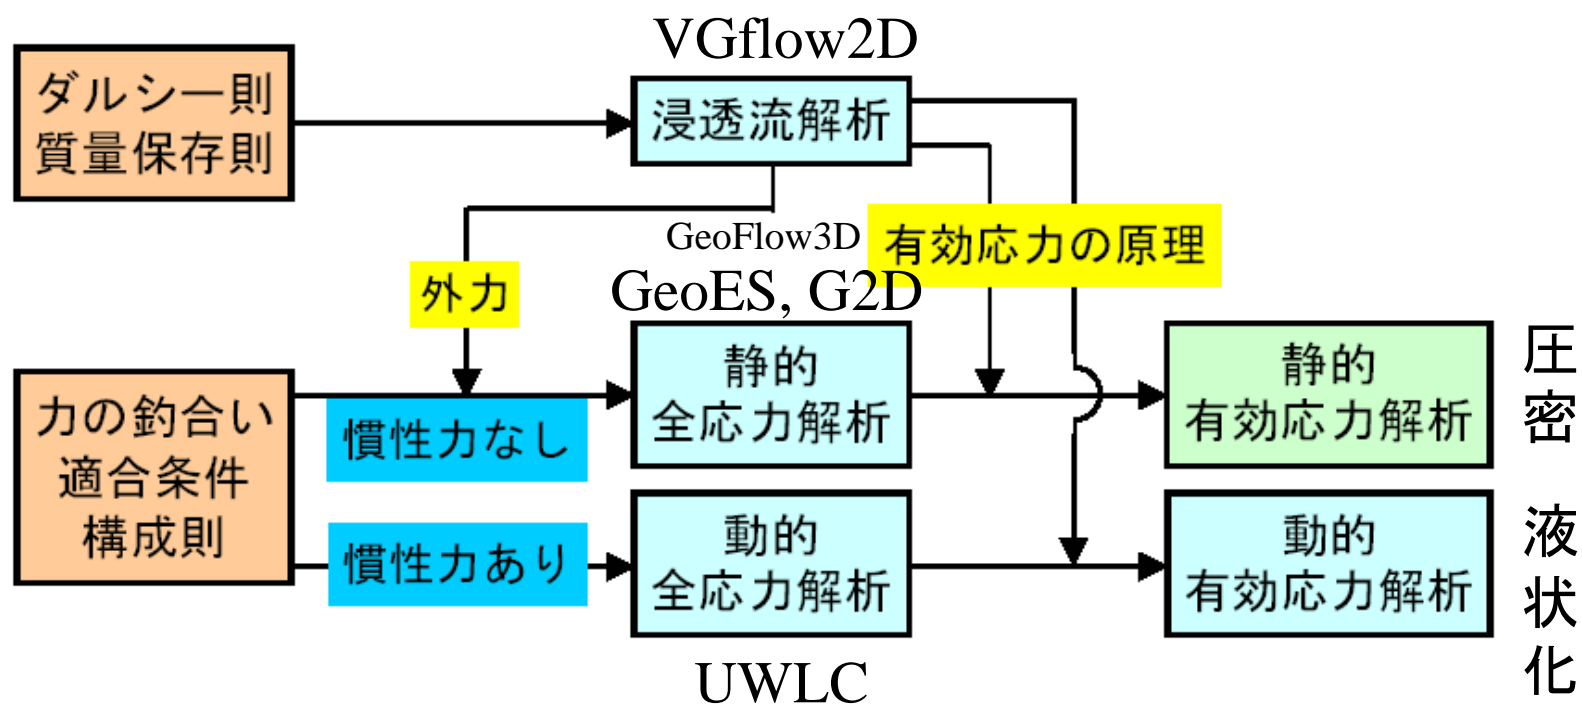 VGflow2D
ダルシー則
質量保存則
浸透流解析
GeoFlow3D
有効応力の原理
外力
GeoES, G2D
力の釣合い
適合条件
構成則
慣性力なし
慣性力あり
静的
全応力解析
静的
有効応力解析
圧密
動的
全応力解析
動的
有効応力解析
液状化
UWLC